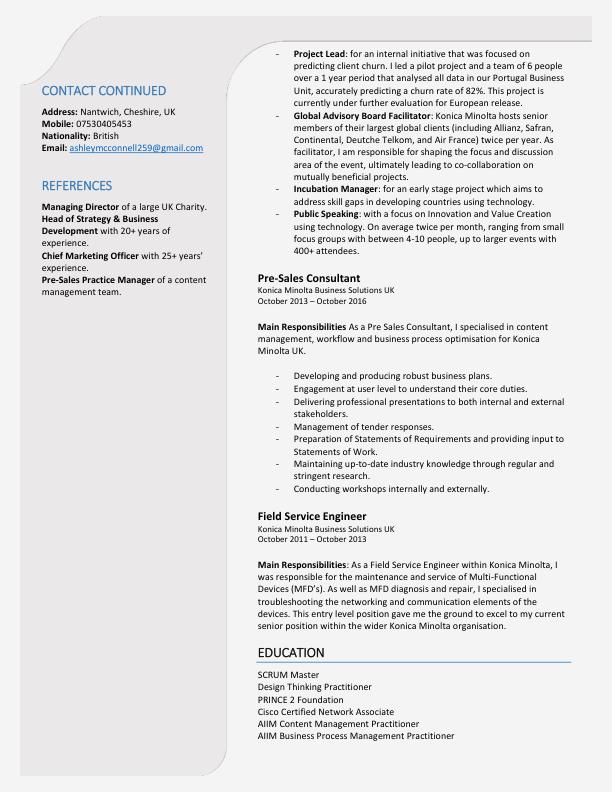 CONTACT CONTINUED
Address: Nantwich, Cheshire, UK
Mobile: 07530405453
Nationality: British
Email: ashleymcconnell259@gmail.com
REFERENCES
Managing Director of a large UK Charity.
Head of Strategy & Business
Development with 20+ years of
experience.
Chief Marketing Officer with 25+ years'
experience.
Pre-Sales Practice Manager of a content
management team.
- Project Lead: for an internal initiative that was focused on
predicting client churn. I led a pilot project and a team of 6 people
over a 1 year period that analysed all data in our Portugal Business
Unit, accurately predicting a churn rate of 82%. This project is
currently under further evaluation for European release.
- Global Advisory Board Facilitator: Konica Minolta hosts senior
members of their largest global clients (including Allianz, Safran,
Continental, Deutche Telkom, and Air France) twice per year. As
facilitator, I am responsible for shaping the focus and discussion
area of the event, ultimately leading to co-collaboration on
mutually beneficial projects.
- Incubation Manager: for an early stage project which aims to
address skill gaps in developing countries using technology.
- Public Speaking: with a focus on Innovation and Value Creation
using technology. On average twice per month, ranging from small
focus groups with between 4-10 people, up to larger events with
400+ attendees.
Pre-Sales Consultant
Konica Minolta Business Solutions UK
October 2013 – October 2016
Main Responsibilities As a Pre Sales Consultant, I specialised in content
management, workflow and business process optimisation for Konica
Minolta UK.
- Developing and producing robust business plans.
- Engagement at user level to understand their core duties.
- Delivering professional presentations to both internal and external
stakeholders.
- Management of tender responses.
- Preparation of Statements of Requirements and providing input to
Statements of Work.
- Maintaining up-to-date industry knowledge through regular and
stringent research.
- Conducting workshops internally and externally.
Field Service Engineer
Konica Minolta Business Solutions UK
October 2011 – October 2013
Main Responsibilities: As a Field Service Engineer within Konica Minolta, I
was responsible for the maintenance and service of Multi-Functional
Devices (MFD's). As well as MFD diagnosis and repair, I specialised in
troubleshooting the networking and communication elements of the
devices. This entry level position gave me the ground to excel to my current
senior position within the wider Konica Minolta organisation.
EDUCATION
SCRUM Master
Design Thinking Practitioner
PRINCE 2 Foundation
Cisco Certified Network Associate
AIIM Content Management Practitioner
AIIM Business Process Management Practitioner